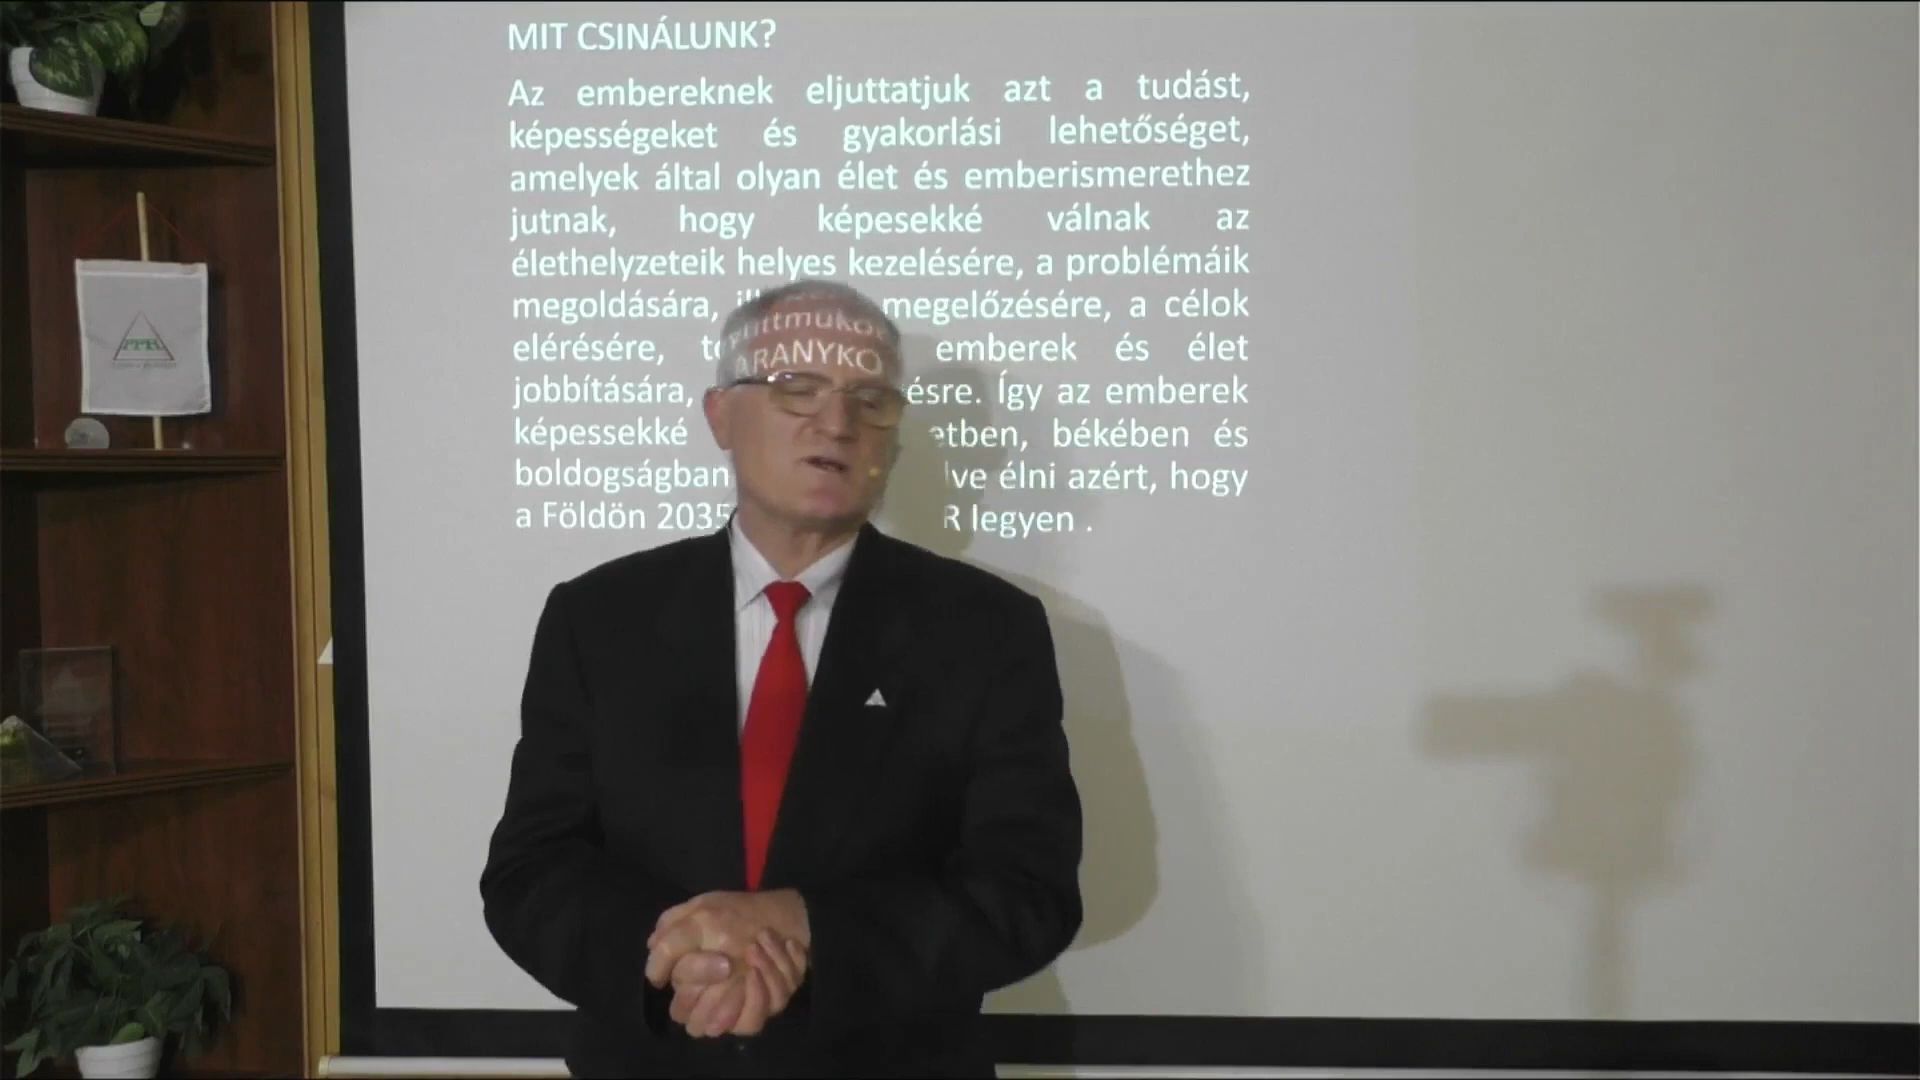 MIT CSINÁLUNK?
Az embereknek eljuttatjuk azt a tudást,
képességeket és gyakorlási lehetőséget,
amelyek által olyan élet és emberismerethez
jutnak, hogy képesekké válnak az
élethelyzeteik helyes kezelésére, a problémáik
megoldására, megelőzésére, a célok
elérésére, emberek és élet
jobbítására, ésre. Így az emberek
képessekké etben, békében és
boldogságban lve élni azért, hogy
a Földön 2035 ARANYKO R legyen .
PPR